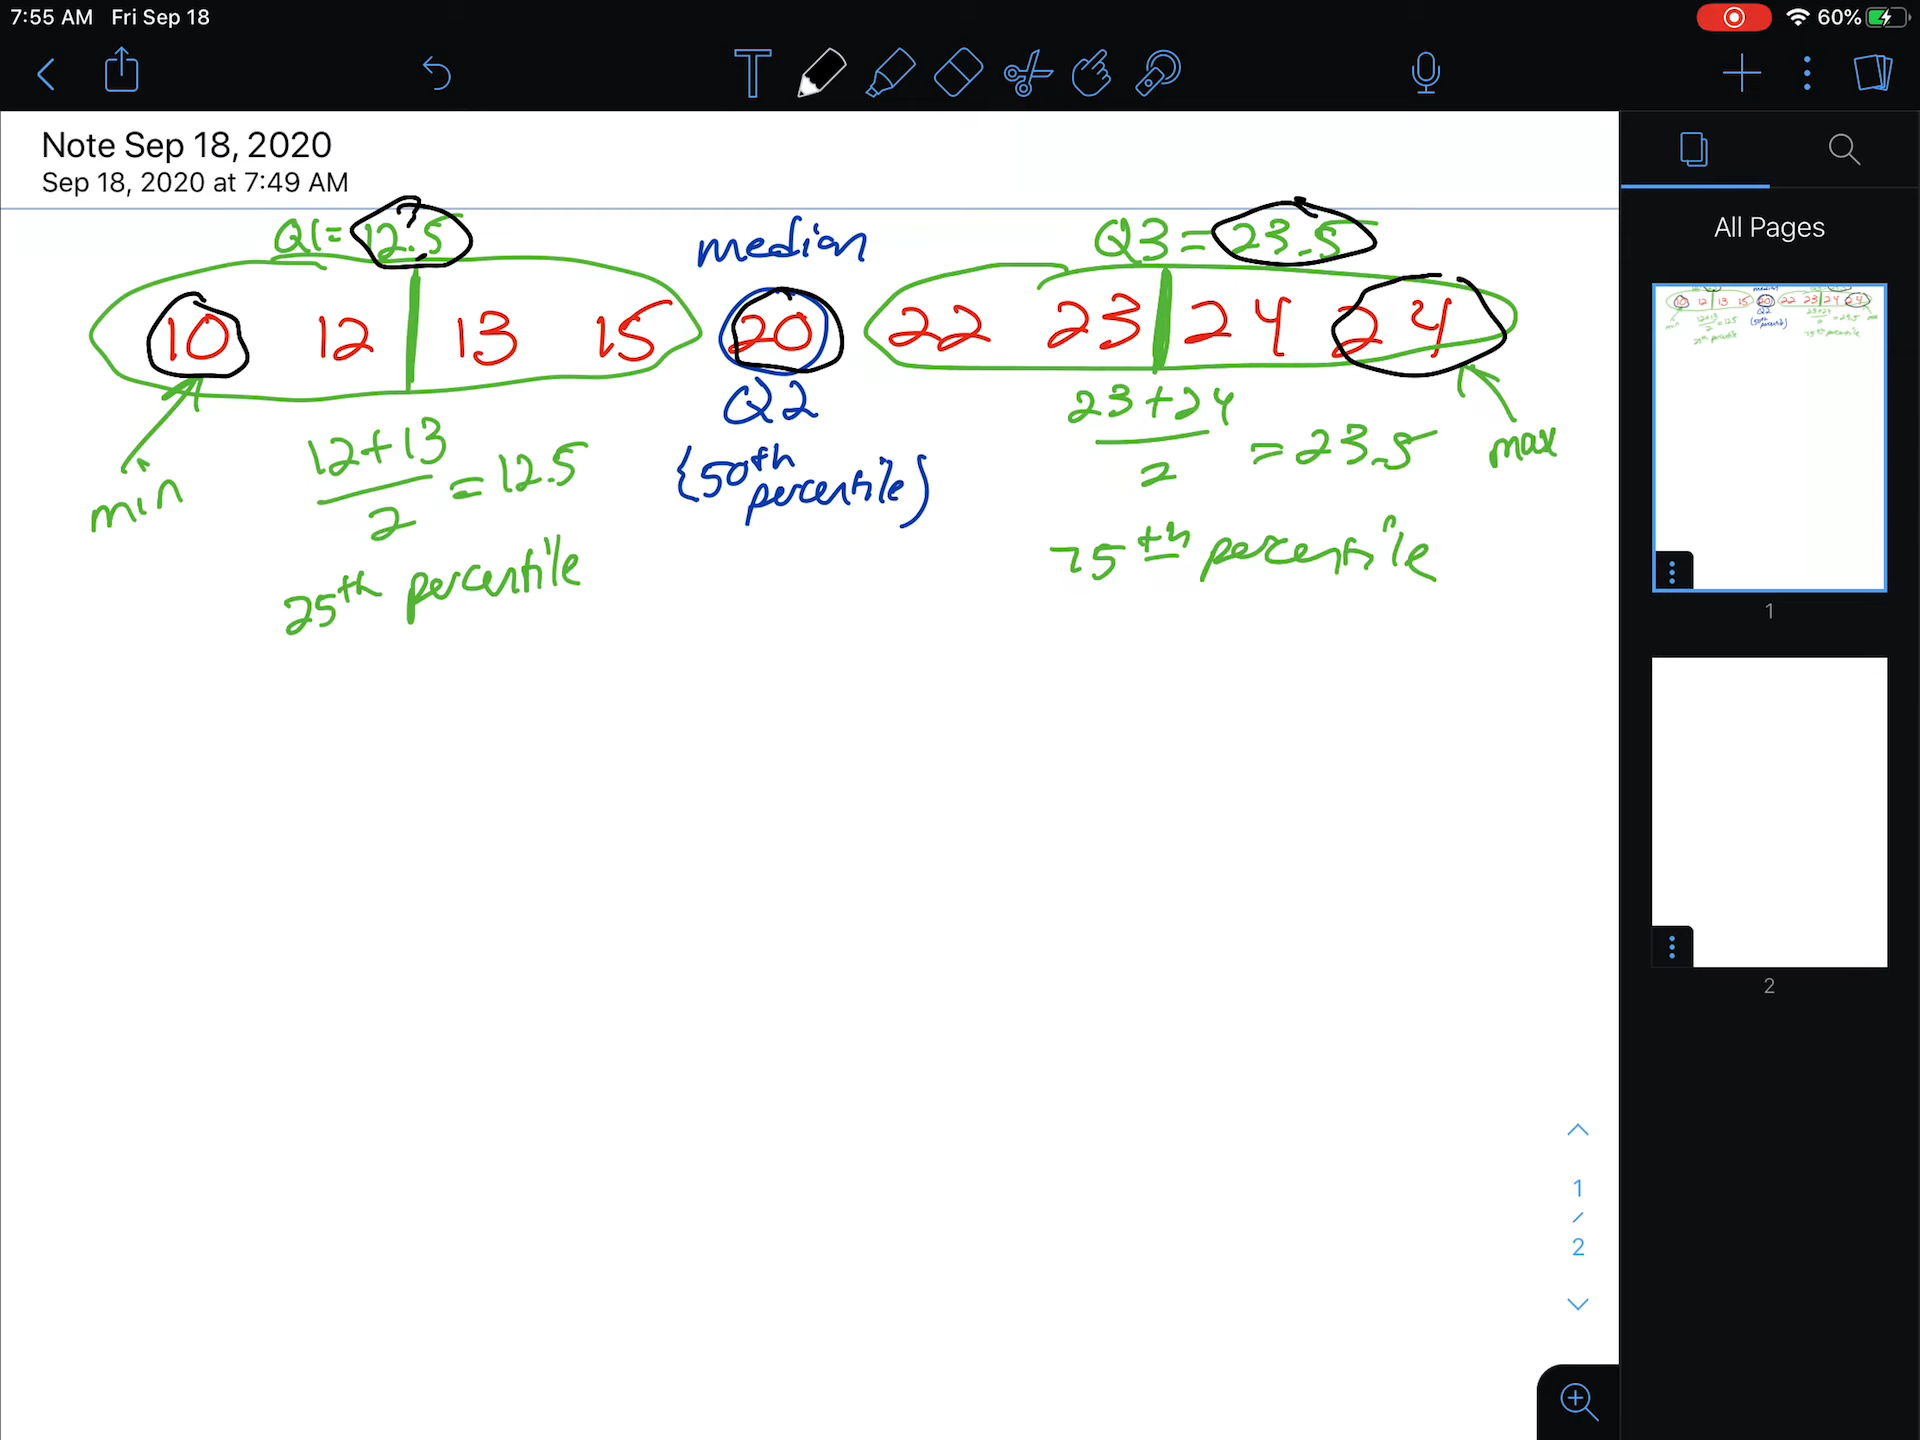 7:55 AM Fri Sep 18
60%
T
Note Sep 18, 2020
Sep 18, 2020 at 7:49 AM
All Pages
Q1 = 12.5
?
median
Q3 = 23.5
10 12 13 15 20 22 23 24 24
Q2
min
12+13
2
= 12.5
{50th
percentile)
23+24
2
= 23.5
max
25th percentile
75th percentile
1
2
1
/
2